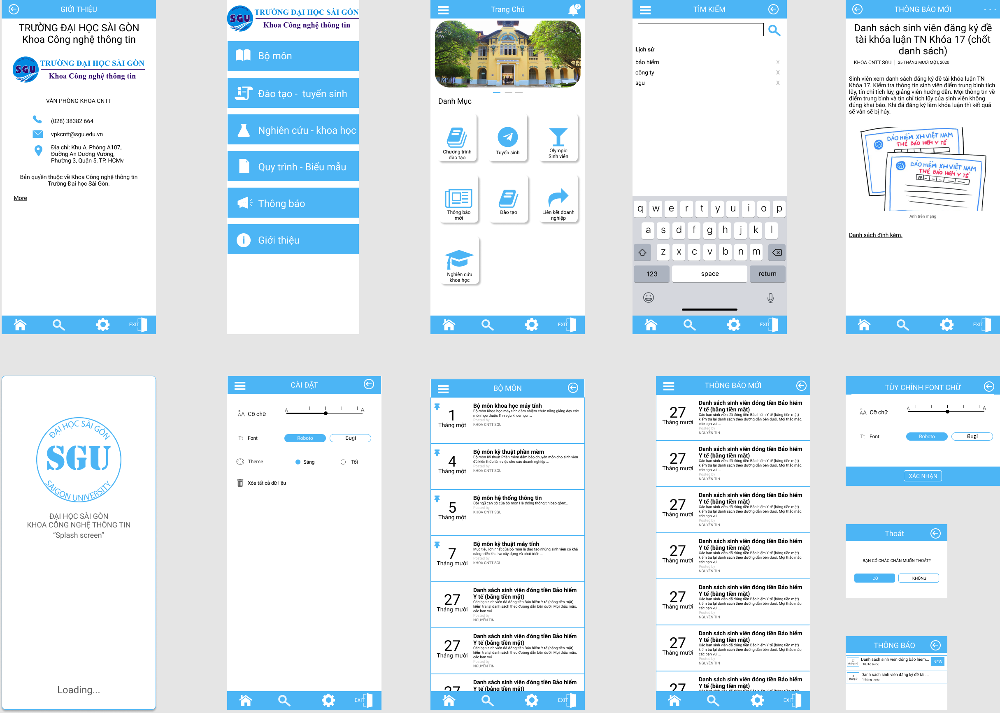 GIỚI THIỆU
TRƯỜNG ĐẠI HỌC SÀI GÒN
Khoa Công nghệ thông tin
SGU
TRƯỜNG ĐẠI HỌC SÀI GÒN
Khoa Công nghệ thông tin
VĂN PHÒNG KHOA CNTT
(028) 38382 664
vpkcntt@sgu.edu.vn
Địa chỉ: Khu A, Phòng A107,
Đường An Dương Vương,
Phường 3, Quận 5, TP. HCMv
Bản quyền thuộc về Khoa Công nghệ thông tin
Trường Đại học Sài Gòn.
More
EXIT
SGU
TRƯỜNG ĐẠI HỌC SÀI GÒN
Khoa Công nghệ thông tin
Bộ môn
Đào tạo - tuyển sinh
Nghiên cứu - khoa học
Quy trình - Biểu mẫu
Thông báo
Giới thiệu
Trang Chủ
2
Danh Mục
Chương trình
đào tạo
Tuyển sinh
Olympic
Sinh viên
Thông báo
mới
Đào tạo
Liên kết doanh
nghiệp
Nghiên cứu
khoa học
EXIT
TÌM KIẾM
Lịch sử
bảo hiểm X
công ty X
sgu X
q w e r t y u i o p
a s d f g h j k l
z x c v b n m
123 space return
EXIT
THÔNG BÁO MỚI
Danh sách sinh viên đăng ký đề
tài khóa luận TN Khóa 17 (chốt
danh sách)
KHOA CNTT SGU | 25 THÁNG MƯỜI MỘT, 2020
Sinh viên xem danh sách đăng ký đề tài khóa luận TN
Khóa 17. Kiểm tra thông tin sinh viên điểm trung bình tích
lũy, tín chỉ tích lũy, giảng viên hướng dẫn. Mọi thông tin về
điểm trung bình và tín chỉ tích lũy của sinh viên không
đúng khai báo. Khi đã đăng ký làm khóa luận thì kết quả
sẽ vẫn sẽ bị hủy.
BẢO HIỂM XH VIỆT NAM
THẺ BẢO HIỂM Y TẾ
BẢO HIỂM XH VIỆT NAM
THẺ BẢO HIỂM Y TẾ
VK
Ảnh trên mạng
Danh sách đính kèm.
EXIT
ĐẠI HỌC SÀI GÒN
SGU
SAIGON UNIVERSITY
ĐẠI HỌC SÀI GÒN
KHOA CÔNG NGHỆ THÔNG TIN
“Splash screen”
Loading...
CÀI ĐẶT
AA Cỡ chữ A A
Tt Font Roboto Gugi
Theme Sáng Tối
Xóa tất cả dữ liệu
EXIT
BỘ MÔN
1
Tháng một
Bộ môn khoa học máy tính
Bộ môn Khoa học máy tính đảm nhiệm chức năng giảng dạy các
môn học thuộc lĩnh vực khoa học ...
Posted by
KHOA CNTT SGU
4
Tháng một
Bộ môn kỹ thuật phần mềm
Bộ môn Kỹ thuật Phần mềm đảm bảo chuyên môn cho sinh viên
đủ kiến thức làm việc cho các doanh nghiệp ...
Posted by
KHOA CNTT SGU
5
Tháng một
Bộ môn hệ thống thông tin
Đội ngũ cán bộ của bộ môn Hệ thống thông tin bao gồm:...
Posted by
KHOA CNTT SGU
7
Tháng mười
Bộ môn kỹ thuật máy tính
Mục tiêu lớn nhất của bộ môn là đào tạo những sinh viên có khả
năng triển khai và xây dựng và phát triển ...
Posted by
KHOA CNTT SGU
27
Tháng mười
Danh sách sinh viên đóng tiền Bảo hiểm
Y tế (bằng tiền mặt)
Các bạn sinh viên đã đóng tiền Bảo hiểm Y tế (bằng tiền mặt)
kiểm tra lại danh sách theo đường dẫn bên dưới. Mọi thắc mắc,
các bạn vui ...
Posted by
NGUYỄN TIN
27
Tháng mười
Danh sách sinh viên đóng tiền Bảo hiểm
Y tế (bằng tiền mặt)
Các bạn sinh viên đã đóng tiền Bảo hiểm Y tế (bằng tiền mặt)
kiểm tra lại danh sách theo đường dẫn bên dưới. Mọi thắc mắc,
các bạn vui ...
Posted by
NGUYỄN TIN
27
Danh sách sinh viên đóng tiền Bảo hiểm
Y tế (bằng tiền mặt)
EXIT
THÔNG BÁO MỚI
27
Tháng mười
Danh sách sinh viên đóng tiền Bảo hiểm
Y tế (bằng tiền mặt)
Các bạn sinh viên đã đóng tiền Bảo hiểm Y tế (bằng tiền mặt)
kiểm tra lại danh sách theo đường dẫn bên dưới. Mọi thắc mắc,
các bạn vui ...
Posted by
NGUYỄN TIN
27
Tháng mười
Danh sách sinh viên đóng tiền Bảo hiểm
Y tế (bằng tiền mặt)
Các bạn sinh viên đã đóng tiền Bảo hiểm Y tế (bằng tiền mặt)
kiểm tra lại danh sách theo đường dẫn bên dưới. Mọi thắc mắc,
các bạn vui ...
Posted by
NGUYỄN TIN
27
Tháng mười
Danh sách sinh viên đóng tiền Bảo hiểm
Y tế (bằng tiền mặt)
Các bạn sinh viên đã đóng tiền Bảo hiểm Y tế (bằng tiền mặt)
kiểm tra lại danh sách theo đường dẫn bên dưới. Mọi thắc mắc,
các bạn vui ...
Posted by
NGUYỄN TIN
27
Tháng mười
Danh sách sinh viên đóng tiền Bảo hiểm
Y tế (bằng tiền mặt)
Các bạn sinh viên đã đóng tiền Bảo hiểm Y tế (bằng tiền mặt)
kiểm tra lại danh sách theo đường dẫn bên dưới. Mọi thắc mắc,
các bạn vui ...
Posted by
NGUYỄN TIN
27
Tháng mười
Danh sách sinh viên đóng tiền Bảo hiểm
Y tế (bằng tiền mặt)
Các bạn sinh viên đã đóng tiền Bảo hiểm Y tế (bằng tiền mặt)
kiểm tra lại danh sách theo đường dẫn bên dưới. Mọi thắc mắc,
các bạn vui ...
Posted by
NGUYỄN TIN
27
Tháng mười
Danh sách sinh viên đóng tiền Bảo hiểm
Y tế (bằng tiền mặt)
Các bạn sinh viên đã đóng tiền Bảo hiểm Y tế (bằng tiền mặt)
kiểm tra lại danh sách theo đường dẫn bên dưới. Mọi thắc mắc,
các bạn vui ...
Posted by
NGUYỄN TIN
27
Danh sách sinh viên đóng tiền Bảo hiểm
Y tế (bằng tiền mặt)
EXIT
TÙY CHỈNH FONT CHỮ
AA Cỡ chữ A A
Tt Font Roboto Gugi
XÁC NHẬN
Thoát
BẠN CÓ CHẮC CHẮN MUỐN THOÁT?
CÓ KHÔNG
THÔNG BÁO
27
tháng 10
Danh sách sinh viên đóng bảo hiểm...
18 phú trước
NEW
3
tháng 9
Danh sách sinh viên đăng ký đề tài....
1 tháng trước